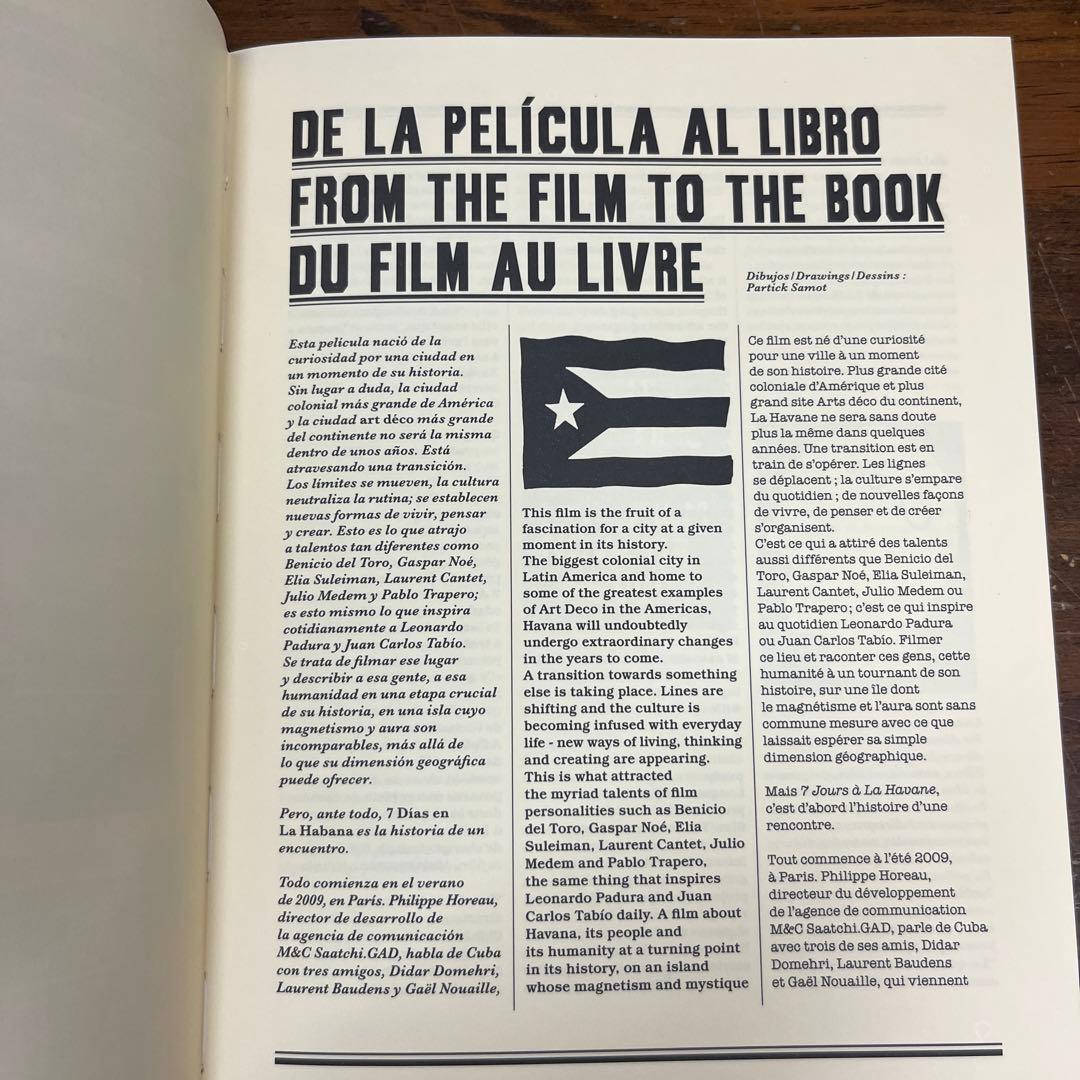 DE LA PELÍCULA AL LIBRO
FROM THE FILM TO THE BOOK
DU FILM AU LIVRE
Dibujos/Drawings/Dessins :
Partick Samot
Esta película nació de la
curiosidad por una ciudad en
un momento de su historia.
Sin lugar a duda, la ciudad
colonial más grande de América
y la ciudad art déco más grande
del continente no será la misma
dentro de unos años. Está
atravesando una transición.
Los límites se mueven, la cultura
neutraliza la rutina; se establecen
nuevas formas de vivir, pensar
y crear. Esto es lo que atrajo
a talentos tan diferentes como
Benicio del Toro, Gaspar Noé,
Elia Suleiman, Laurent Cantet,
Julio Medem y Pablo Trapero;
es esto mismo lo que inspira
cotidianamente a Leonardo
Padura y Juan Carlos Tabío.
Se trata de filmar ese lugar
y describir a esa gente, a esa
humanidad en una etapa crucial
de su historia, en una isla cuyo
magnetismo y aura son
incomparables, más allá de
lo que su dimensión geográfica
puede ofrecer.
Pero, ante todo, 7 Días en
La Habana es la historia de un
encuentro.
Todo comienza en el verano
de 2009, en París. Philippe Horeau,
director de desarrollo de
la agencia de comunicación
M&C Saatchi.GAD, habla de Cuba
con tres amigos, Didar Domehri,
Laurent Baudens y Gaël Nouaille,
This film is the fruit of a
fascination for a city at a given
moment in its history.
The biggest colonial city in
Latin America and home to
some of the greatest examples
of Art Deco in the Americas,
Havana will undoubtedly
undergo extraordinary changes
in the years to come.
A transition towards something
else is taking place. Lines are
shifting and the culture is
becoming infused with everyday
life - new ways of living, thinking
and creating are appearing.
This is what attracted
the myriad talents of film
personalities such as Benicio
del Toro, Gaspar Noé, Elia
Suleiman, Laurent Cantet, Julio
Medem and Pablo Trapero,
the same thing that inspires
Leonardo Padura and Juan
Carlos Tabío daily. A film about
Havana, its people and
its humanity at a turning point
in its history, on an island
whose magnetism and mystique
Ce film est né d'une curiosité
pour une ville à un moment
de son histoire. Plus grande cité
coloniale d'Amérique et plus
grand site Arts déco du continent,
La Havane ne sera sans doute
plus la même dans quelques
années. Une transition est en
train de s'opérer. Les lignes
se déplacent ; la culture s'empare
du quotidien ; de nouvelles façons
de vivre, de penser et de créer
s'organisent.
C'est ce qui a attiré des talents
aussi différents que Benicio del
Toro, Gaspar Noé, Elia Suleiman,
Laurent Cantet, Julio Medem ou
Pablo Trapero ; c'est ce qui inspire
au quotidien Leonardo Padura
ou Juan Carlos Tabío. Filmer
ce lieu et raconter ces gens, cette
humanité à un tournant de son
histoire, sur une île dont
le magnétisme et l'aura sont sans
commune mesure avec ce que
laissait espérer sa simple
dimension géographique.
Mais 7 Jours à La Havane,
c'est d'abord l'histoire d'une
rencontre.
Tout commence à l'été 2009,
à Paris. Philippe Horeau,
directeur du développement
de l'agence de communication
M&C Saatchi.GAD, parle de Cuba
avec trois de ses amis, Didar
Domehri, Laurent Baudens
et Gaël Nouaille, qui viennent